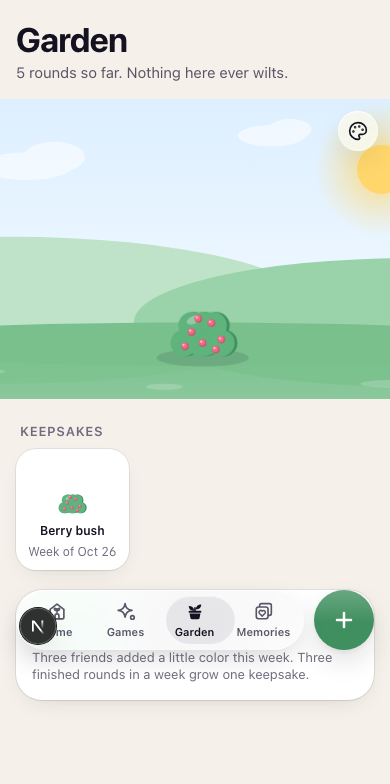 Garden
5 rounds so far. Nothing here ever wilts.
KEEPSAKES
Berry bush
Week of Oct 26
N
me
Games
Garden
Memories
Three friends added a little color this week. Three
finished rounds in a week grow one keepsake.